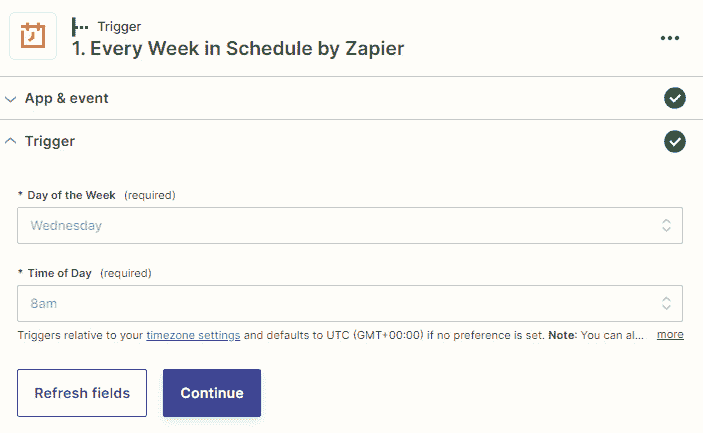 Trigger
1. Every Week in Schedule by Zapier
App & event
Trigger
* Day of the Week (required)
Wednesday
* Time of Day (required)
8am
Triggers relative to your timezone settings and defaults to UTC (GMT+00:00) if no preference is set. Note: You can al... more
Refresh fields Continue